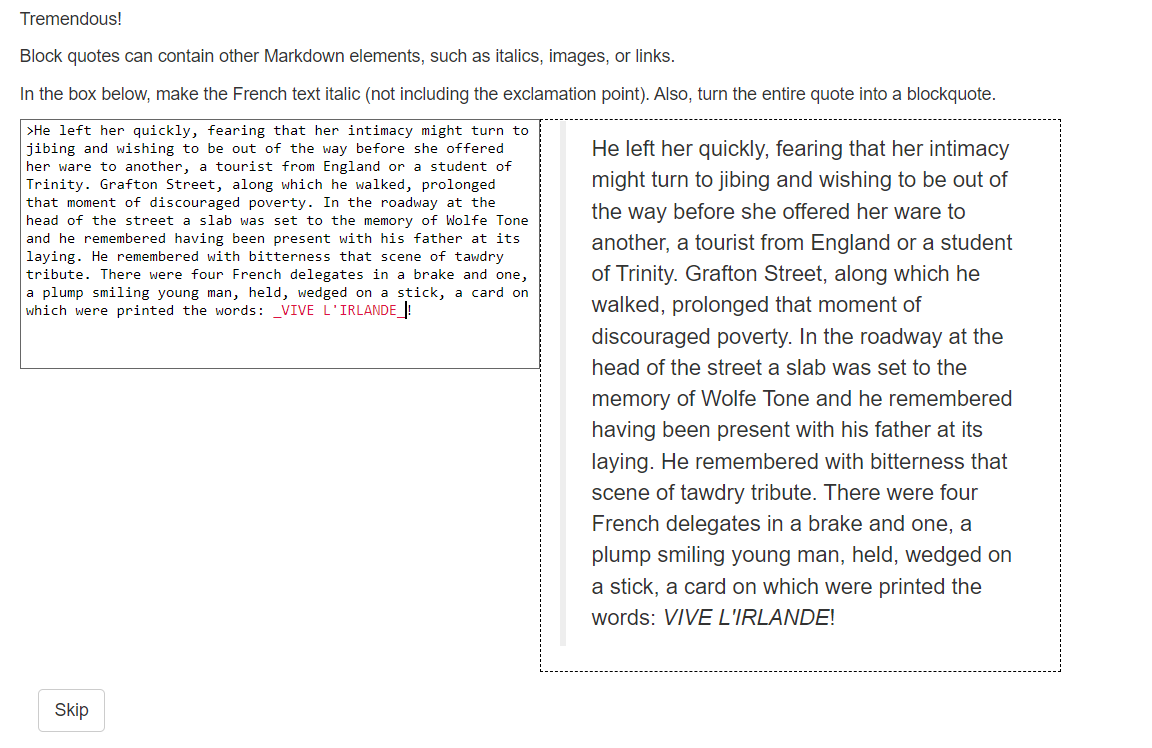 Tremendous!
Block quotes can contain other Markdown elements, such as italics, images, or links.
In the box below, make the French text italic (not including the exclamation point). Also, turn the entire quote into a blockquote.
>He left her quickly, fearing that her intimacy might turn to
jibing and wishing to be out of the way before she offered
her ware to another, a tourist from England or a student of
Trinity. Grafton Street, along which he walked, prolonged
that moment of discouraged poverty. In the roadway at the
head of the street a slab was set to the memory of Wolfe Tone
and he remembered having been present with his father at its
laying. He remembered with bitterness that scene of tawdry
tribute. There were four French delegates in a brake and one,
a plump smiling young man, held, wedged on a stick, a card on
which were printed the words: _VIVE L'IRLANDE_!
He left her quickly, fearing that her intimacy
might turn to jibing and wishing to be out of
the way before she offered her ware to
another, a tourist from England or a student
of Trinity. Grafton Street, along which he
walked, prolonged that moment of
discouraged poverty. In the roadway at the
head of the street a slab was set to the
memory of Wolfe Tone and he remembered
having been present with his father at its
laying. He remembered with bitterness that
scene of tawdry tribute. There were four
French delegates in a brake and one, a
plump smiling young man, held, wedged on
a stick, a card on which were printed the
words: VIVE L'IRLANDE!
Skip